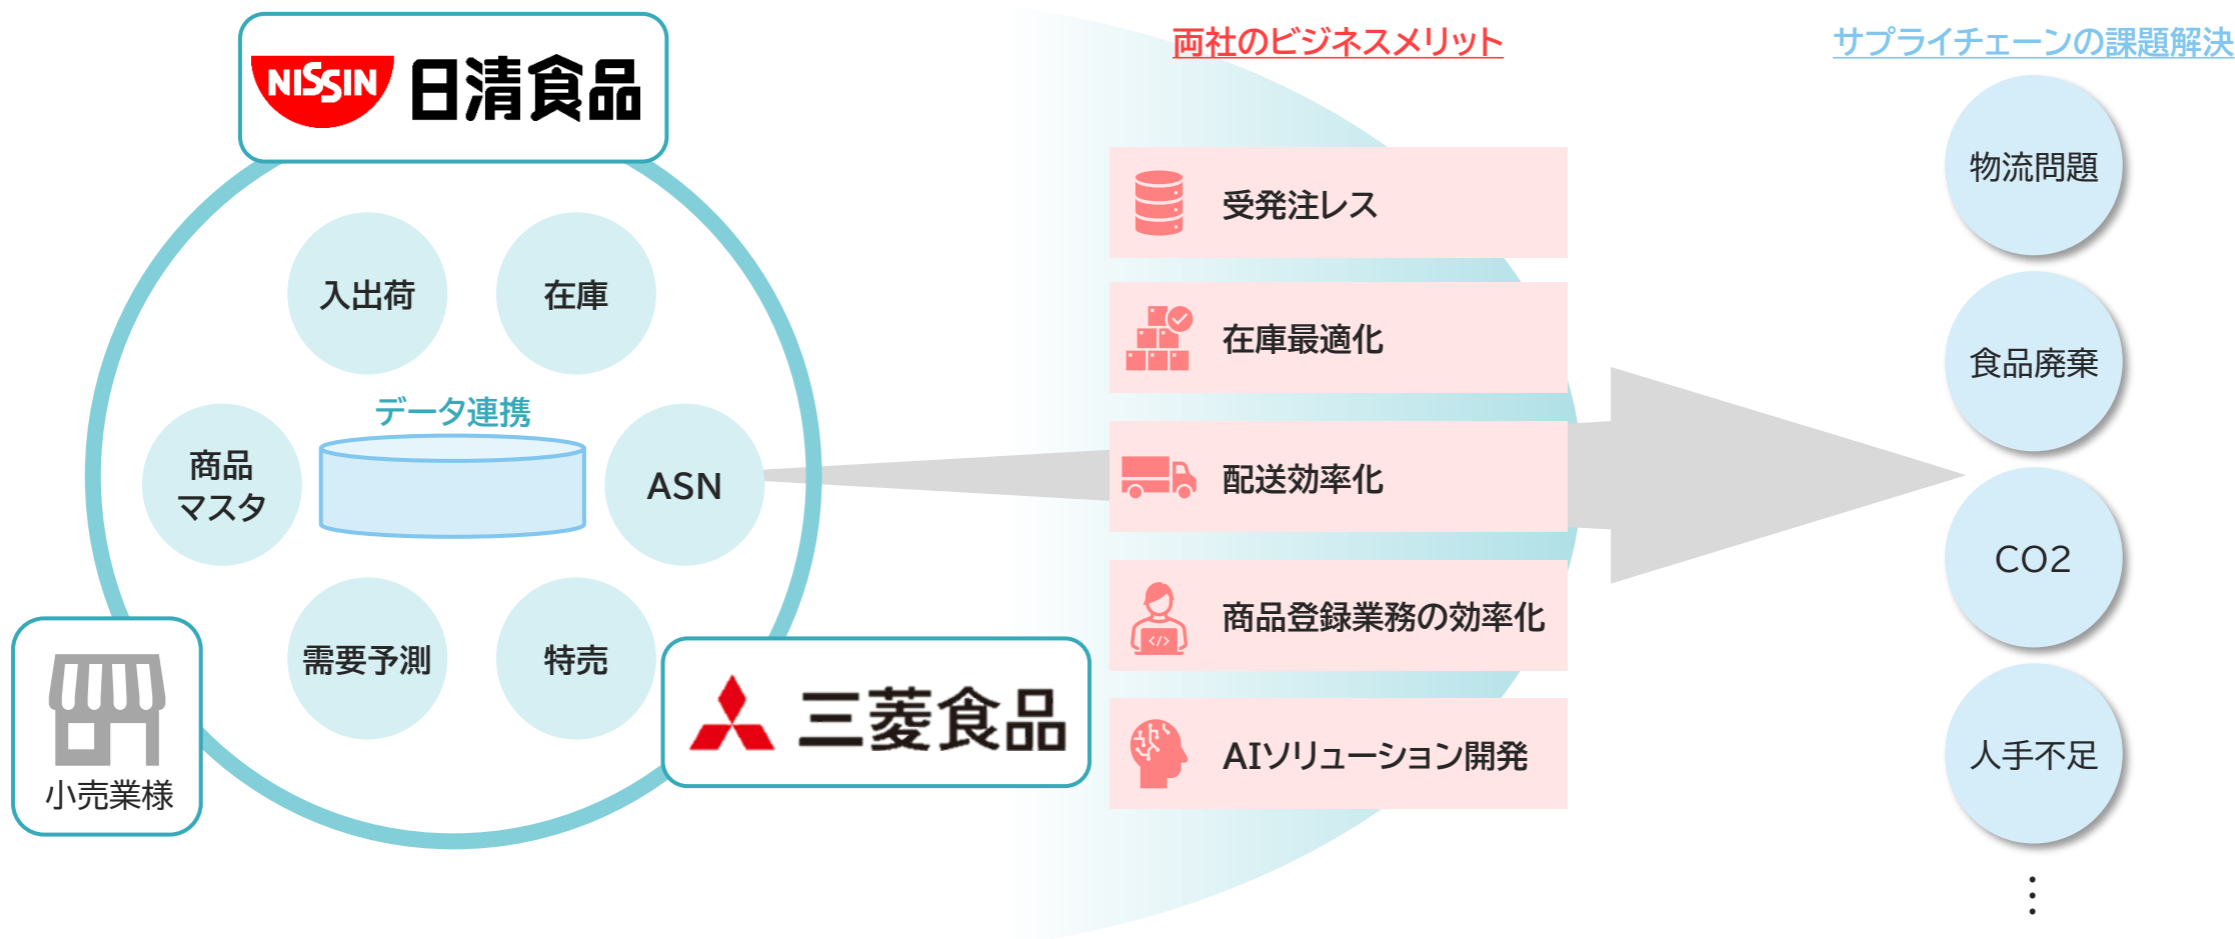 NISSIN 日清食品
入出荷
在庫
データ連携
商品
マスタ
ASN
需要予測
特売
小売業様
三菱食品
両社のビジネスメリット
受発注レス
在庫最適化
配送効率化
商品登録業務の効率化
AIソリューション開発
サプライチェーンの課題解決
物流問題
食品廃棄
CO2
人手不足
⋮